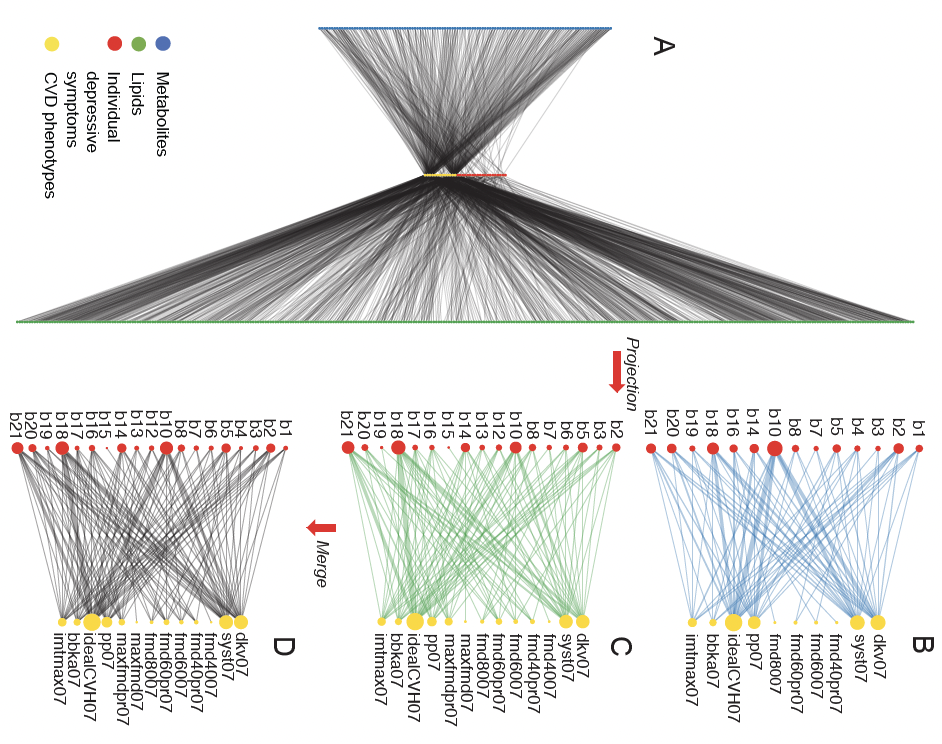 A
Metabolites
Lipids
Individual
depressive
symptoms
CVD phenotypes
Projection
B
b1
b2
b3
b4
b5
b7
b8
b10
b14
b16
b18
b19
b20
b21
dkv07
syst07
fmd40pr07
fmd6007
fmd60pr07
fmd8007
pp07
idealCVH07
bbka07
imtmax07
C
b2
b3
b5
b6
b7
b8
b10
b12
b13
b14
b15
b16
b17
b18
b19
b20
b21
dkv07
syst07
fmd4007
fmd40pr07
fmd6007
fmd60pr07
fmd8007
maxfmd07
maxfmdpr07
pp07
idealCVH07
bbka07
imtmax07
Merge
D
b1
b2
b3
b4
b5
b6
b7
b8
b10
b12
b13
b14
b15
b16
b17
b18
b19
b20
b21
dkv07
syst07
fmd4007
fmd40pr07
fmd6007
fmd60pr07
fmd8007
maxfmd07
maxfmdpr07
pp07
idealCVH07
bbka07
imtmax07